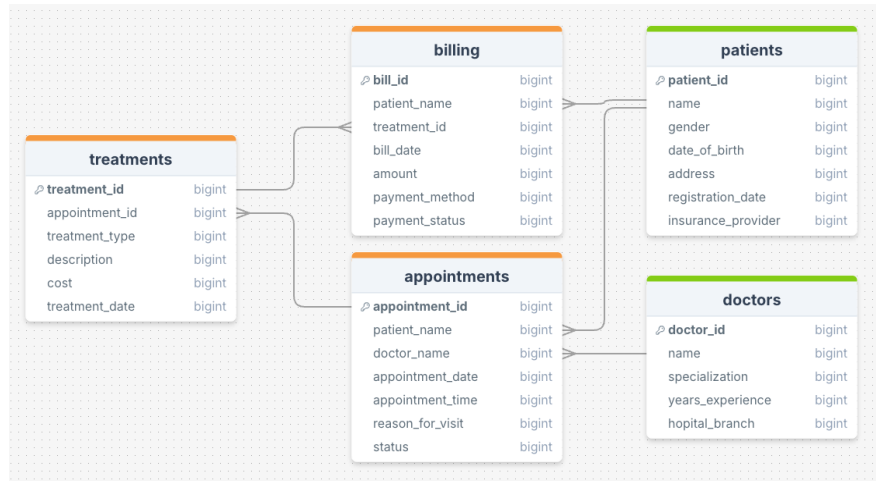 treatments
treatment_id bigint
appointment_id bigint
treatment_type bigint
description bigint
cost bigint
treatment_date bigint
billing
bill_id bigint
patient_name bigint
treatment_id bigint
bill_date bigint
amount bigint
payment_method bigint
payment_status bigint
appointments
appointment_id bigint
patient_name bigint
doctor_name bigint
appointment_date bigint
appointment_time bigint
reason_for_visit bigint
status bigint
patients
patient_id bigint
name bigint
gender bigint
date_of_birth bigint
address bigint
registration_date bigint
insurance_provider bigint
doctors
doctor_id bigint
name bigint
specialization bigint
years_experience bigint
hopital_branch bigint